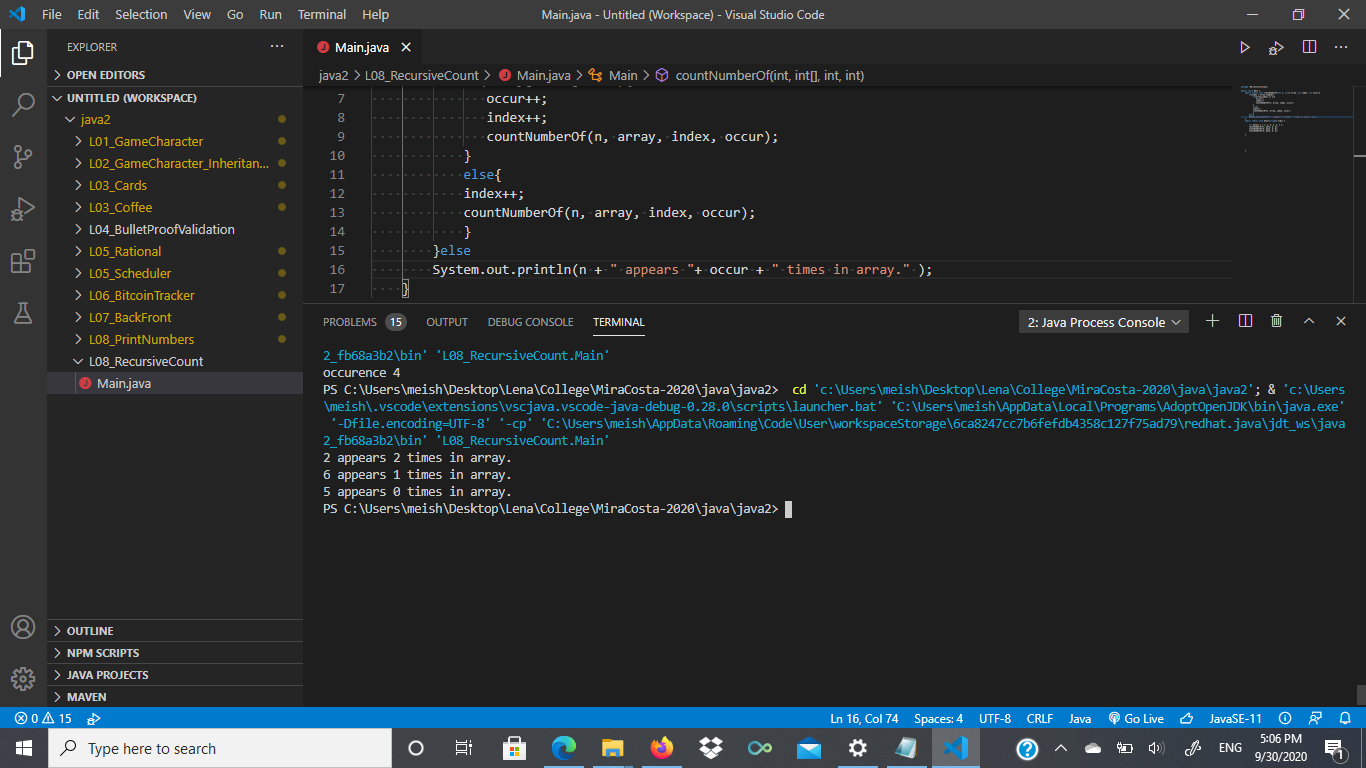 File Edit Selection View Go Run Terminal Help Main.java - Untitled (Workspace) - Visual Studio Code
EXPLORER ···
OPEN EDITORS
UNTITLED (WORKSPACE)
java2
L01_GameCharacter
L02_GameCharacter_Inheritan...
L03_Cards
L03_Coffee
L04_BulletProofValidation
L05_Rational
L05_Scheduler
L06_BitcoinTracker
L07_BackFront
L08_PrintNumbers
L08_RecursiveCount
J Main.java
OUTLINE
NPM SCRIPTS
JAVA PROJECTS
MAVEN
J Main.java
java2 > L08_RecursiveCount > J Main.java > Main > countNumberOf(int, int[], int, int)
7 occur++;
8 index++;
9 countNumberOf(n, array, index, occur);
10 }
11 else{
12 index++;
13 countNumberOf(n, array, index, occur);
14 }
15 }else
16 System.out.println(n + " appears "+ occur + " times in array." );
17 }
PROBLEMS 15 OUTPUT DEBUG CONSOLE TERMINAL 2: Java Process Console
2_fb68a3b2\bin' 'L08_RecursiveCount.Main'
occurence 4
PS C:\Users\meish\Desktop\Lena\College\MiraCosta-2020\java\java2> cd 'c:\Users\meish\Desktop\Lena\College\MiraCosta-2020\java\java2'; & 'c:\Users
\meish\.vscode\extensions\vscjava.vscode-java-debug-0.28.0\scripts\launcher.bat' 'C:\Users\meish\AppData\Local\Programs\AdoptOpenJDK\bin\java.exe'
'-Dfile.encoding=UTF-8' '-cp' 'C:\Users\meish\AppData\Roaming\Code\User\workspaceStorage\6cea8247cc7b6fefdb4358c127f75ad79\redhat.java\jdt_ws\java
2_fb68a3b2\bin' 'L08_RecursiveCount.Main'
2 appears 2 times in array.
6 appears 1 times in array.
5 appears 0 times in array.
PS C:\Users\meish\Desktop\Lena\College\MiraCosta-2020\java\java2>
0 15 Ln 16, Col 74 Spaces: 4 UTF-8 CRLF Java Go Live JavaSE-11
Type here to search ENG 5:06 PM
9/30/2020 1